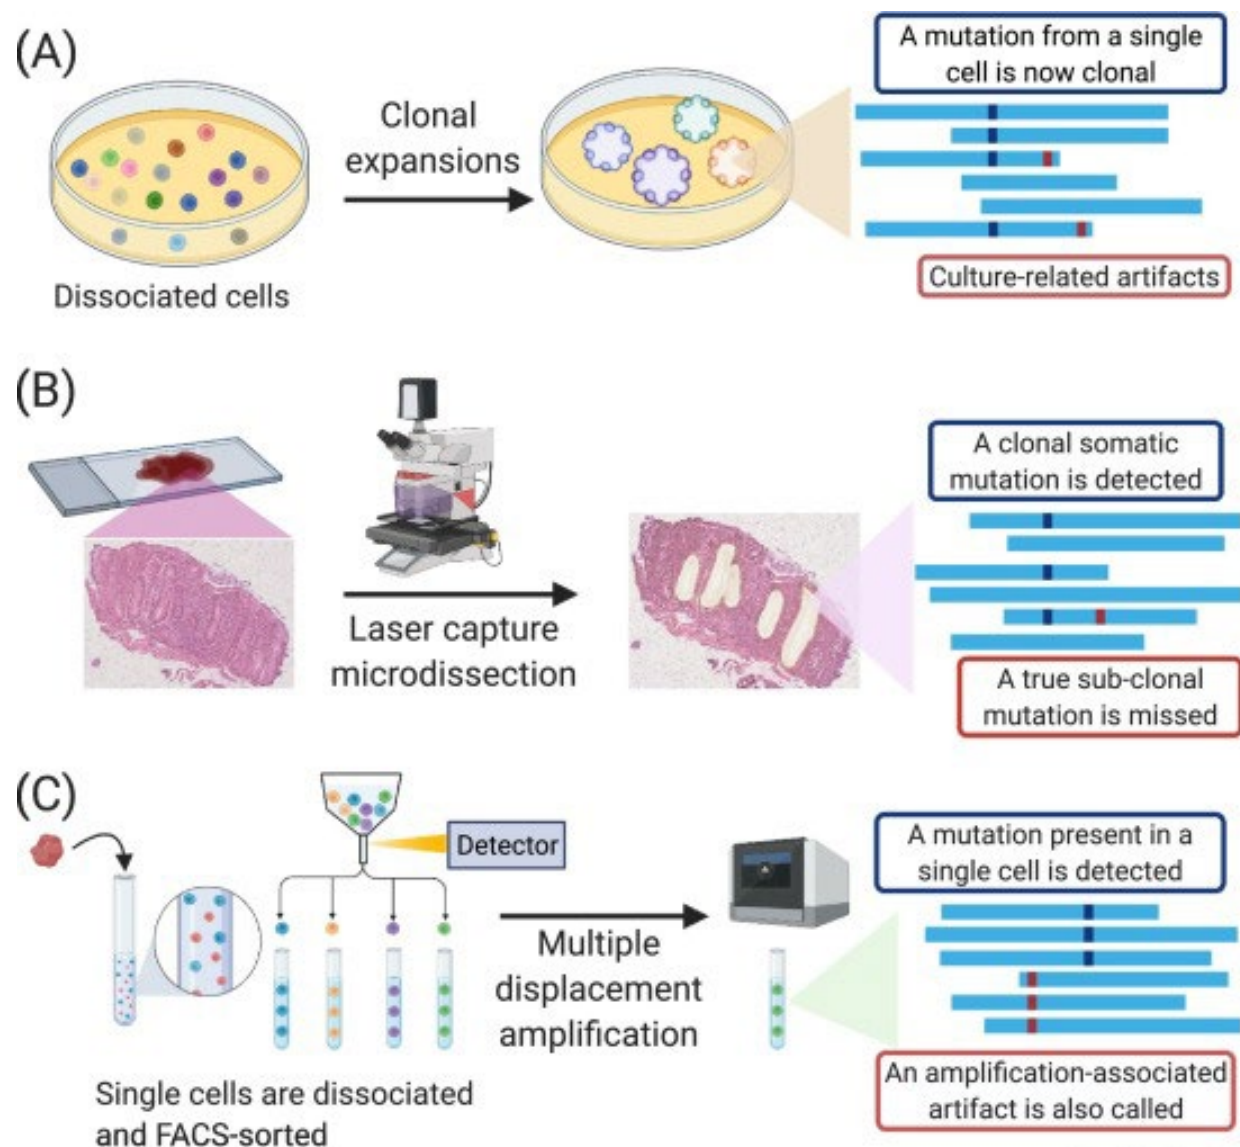 (A)
Clonal
expansions
Dissociated cells
A mutation from a single
cell is now clonal
Culture-related artifacts
(B)
Laser capture
microdissection
A clonal somatic
mutation is detected
A true sub-clonal
mutation is missed
(C)
Detector
Single cells are dissociated
and FACS-sorted
Multiple
displacement
amplification
A mutation present in a
single cell is detected
An amplification-associated
artifact is also called